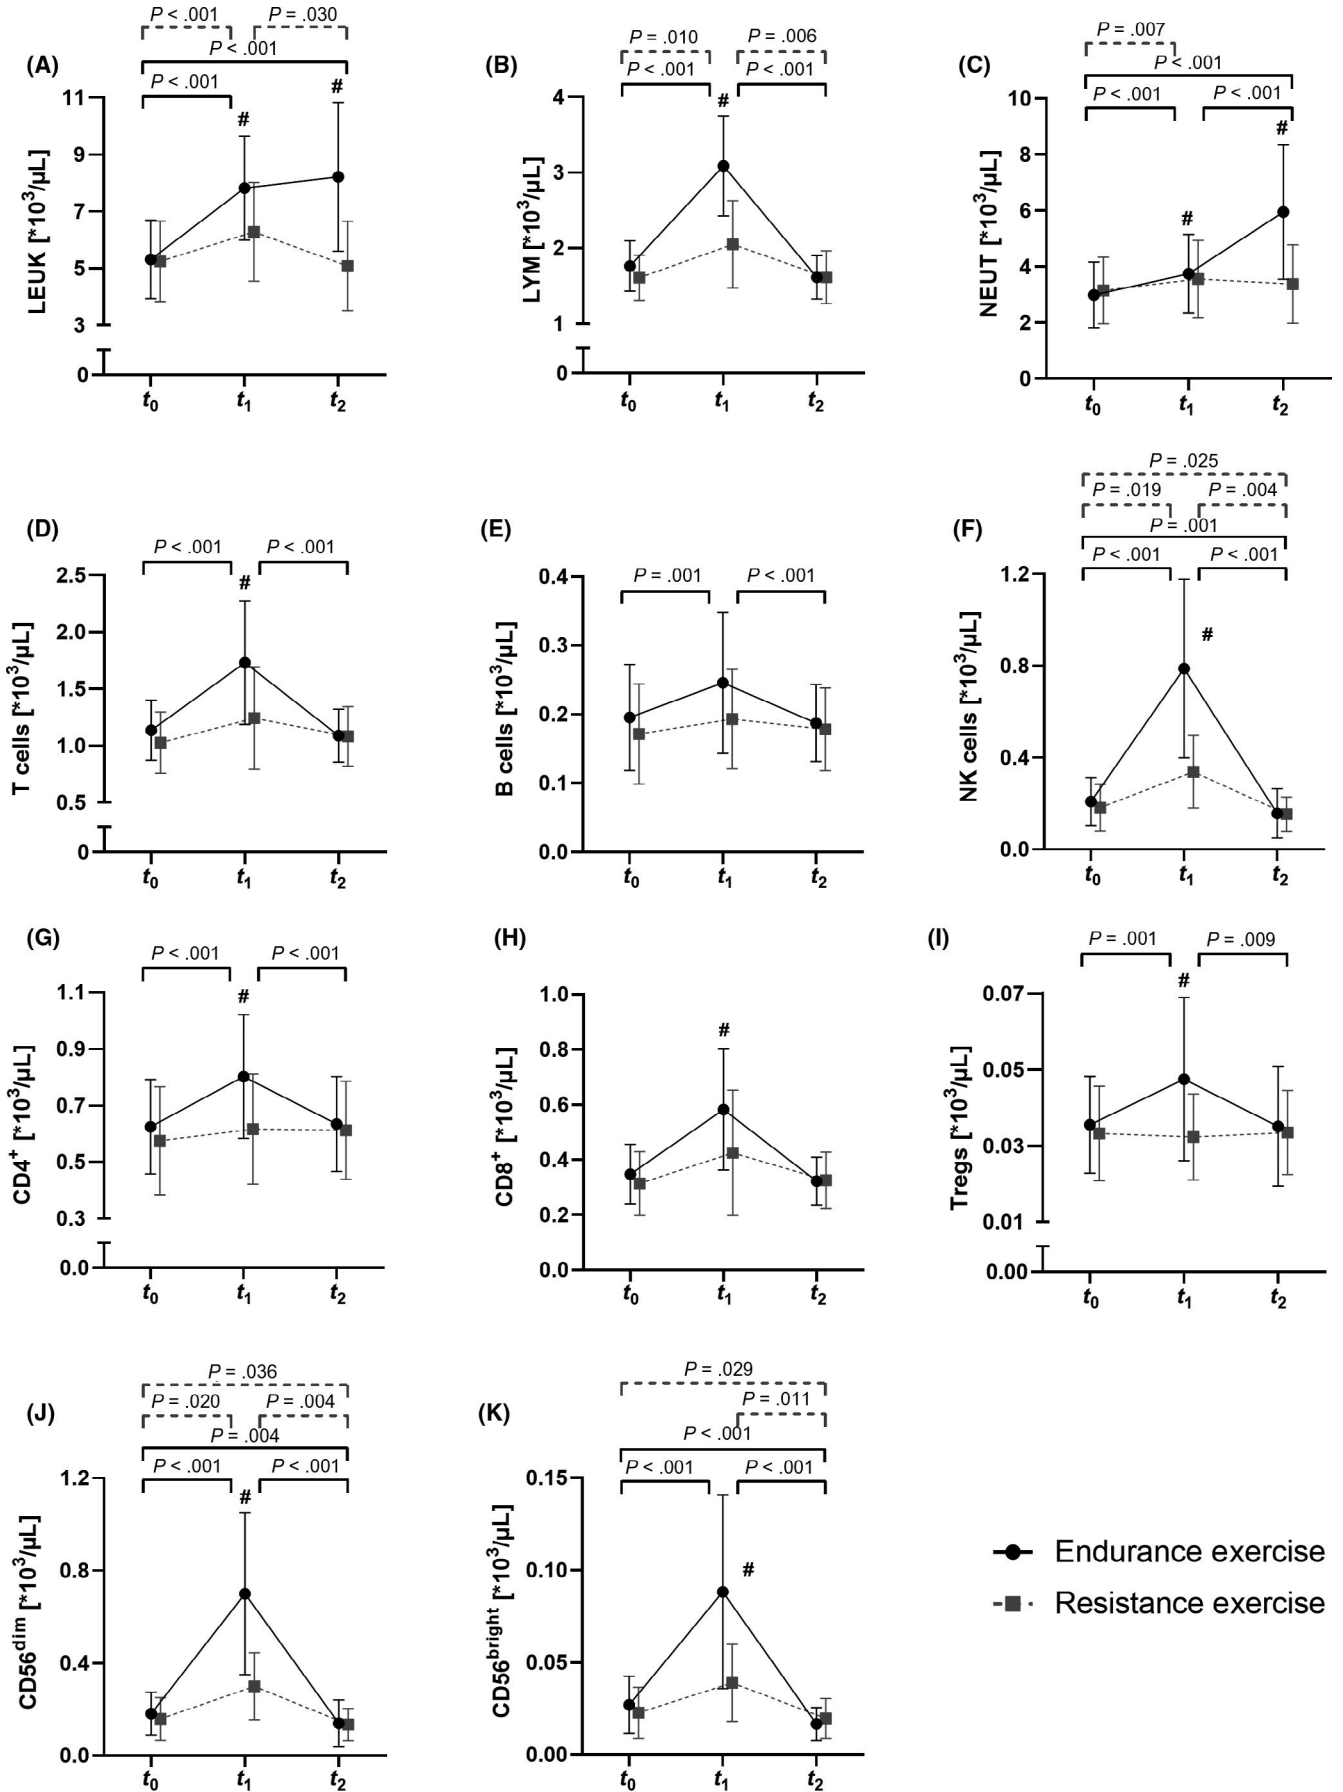 P < .001 P = .030
P < .001
(A) P < .001
# #
11
9
7
5
3
0
LEUK [*10³/µL]
t₀ t₁ t₂
P = .010 P = .006
(B) P < .001 P < .001
#
4
3
2
1
0
LYM [*10³/µL]
t₀ t₁ t₂
P = .007
(C) P < .001
P < .001 P < .001
# #
10
8
6
4
2
0
NEUT [*10³/µL]
t₀ t₁ t₂
(D) P < .001 P < .001
#
2.5
2.0
1.5
1.0
0.5
0
T cells [*10³/µL]
t₀ t₁ t₂
(E) P = .001 P < .001
0.4
0.3
0.2
0.1
0.0
B cells [*10³/µL]
t₀ t₁ t₂
P = .025
P = .019 P = .004
(F) P = .001
P < .001 P < .001
#
1.2
0.8
0.4
0.0
NK cells [*10³/µL]
t₀ t₁ t₂
(G) P < .001 P < .001
#
1.1
0.9
0.7
0.5
0.3
0.0
CD4⁺ [*10³/µL]
t₀ t₁ t₂
(H)
#
1.0
0.8
0.6
0.4
0.2
0.0
CD8⁺ [*10³/µL]
t₀ t₁ t₂
(I) P = .001 P = .009
#
0.07
0.05
0.03
0.01
0.00
Tregs [*10³/µL]
t₀ t₁ t₂
P = .036
(J) P = .020 P = .004
P = .004
P < .001 P < .001
#
1.2
0.8
0.4
0.0
CD56ᵈⁱᵐ [*10³/µL]
t₀ t₁ t₂
P = .029
(K) P = .011
P < .001
P < .001 P < .001
#
0.15
0.10
0.05
0.00
CD56ᵇʳⁱᵍʰᵗ [*10³/µL]
t₀ t₁ t₂
Endurance exercise
Resistance exercise